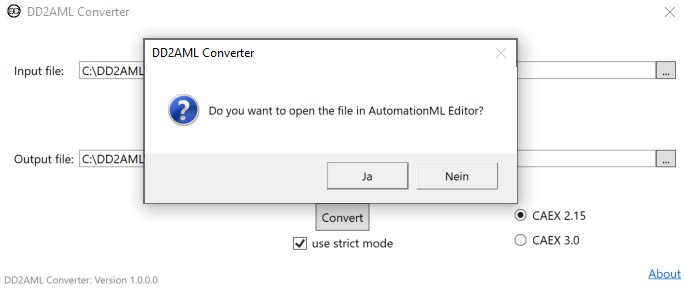 DD2AML Converter
DD2AML Converter
Input file: C:\DD2AML ...
Do you want to open the file in AutomationML Editor?
Output file: C:\DD2AML ...
Ja Nein
Convert CAEX 2.15
use strict mode CAEX 3.0
DD2AML Converter: Version 1.0.0.0 About